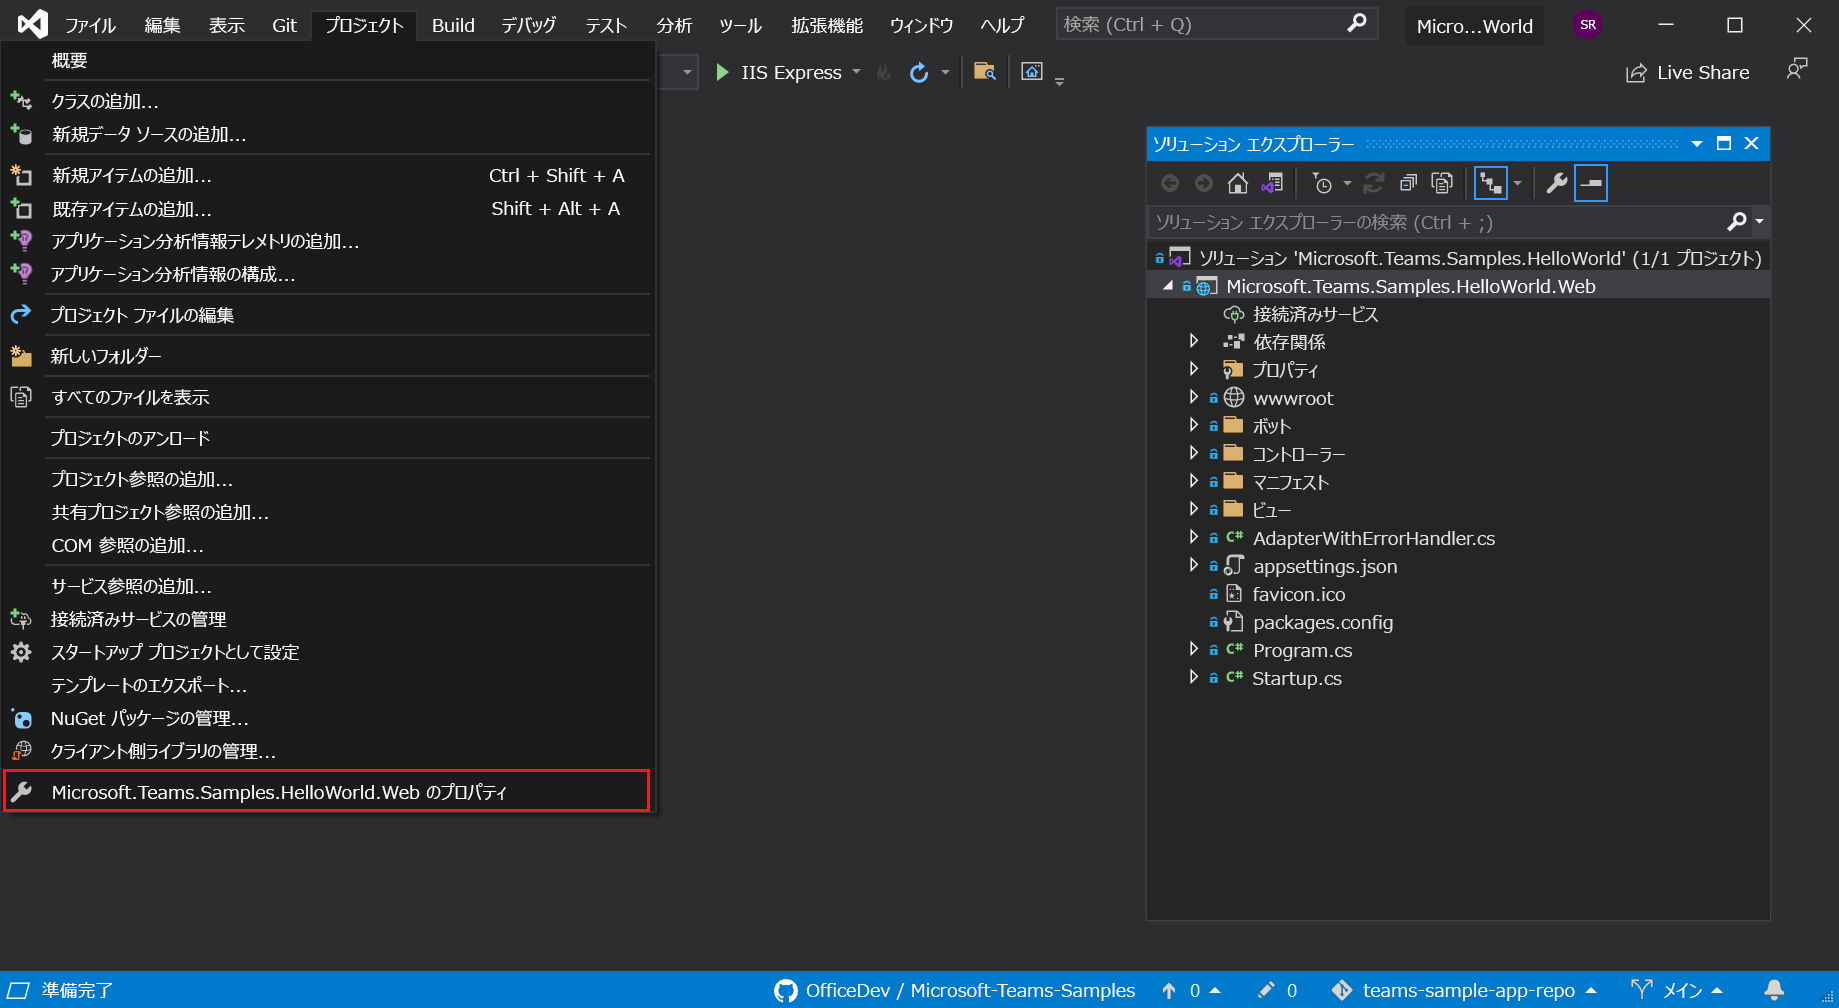 ファイル 編集 表示 Git プロジェクト Build デバッグ テスト 分析 ツール 拡張機能 ウィンドウ ヘルプ 検索 (Ctrl + Q) Micro...World SR
概要
IIS Express Live Share
クラスの追加...
新規データ ソースの追加...
新規アイテムの追加... Ctrl + Shift + A
既存アイテムの追加... Shift + Alt + A
アプリケーション分析情報テレメトリの追加...
アプリケーション分析情報の構成...
プロジェクト ファイルの編集
新しいフォルダー
すべてのファイルを表示
プロジェクトのアンロード
プロジェクト参照の追加...
共有プロジェクト参照の追加...
COM 参照の追加...
サービス参照の追加...
接続済みサービスの管理
スタートアップ プロジェクトとして設定
テンプレートのエクスポート...
NuGet パッケージの管理...
クライアント側ライブラリの管理...
Microsoft.Teams.Samples.HelloWorld.Web のプロパティ
ソリューション エクスプローラー
ソリューション エクスプローラーの検索 (Ctrl + ;)
ソリューション 'Microsoft.Teams.Samples.HelloWorld' (1/1 プロジェクト)
Microsoft.Teams.Samples.HelloWorld.Web
接続済みサービス
依存関係
プロパティ
wwwroot
ボット
コントローラー
マニフェスト
ビュー
C# AdapterWithErrorHandler.cs
appsettings.json
favicon.ico
packages.config
C# Program.cs
C# Startup.cs
準備完了 OfficeDev / Microsoft-Teams-Samples 0 0 teams-sample-app-repo メイン